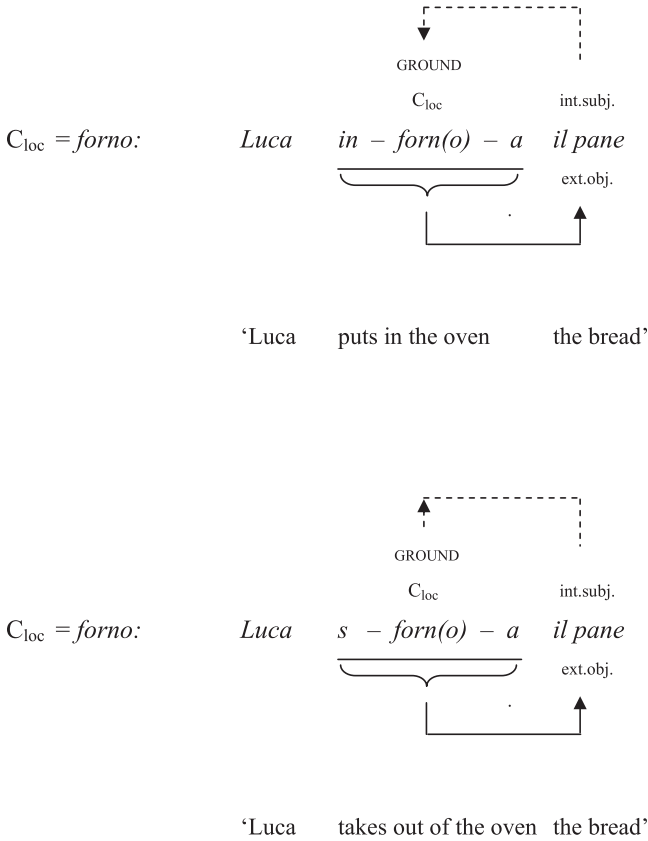 GROUND
C_loc int.subj.
C_loc = forno: Luca in – forn(o) – a il pane
ext.obj.
‘Luca puts in the oven the bread’
GROUND
C_loc int.subj.
C_loc = forno: Luca s – forn(o) – a il pane
ext.obj.
‘Luca takes out of the oven the bread’